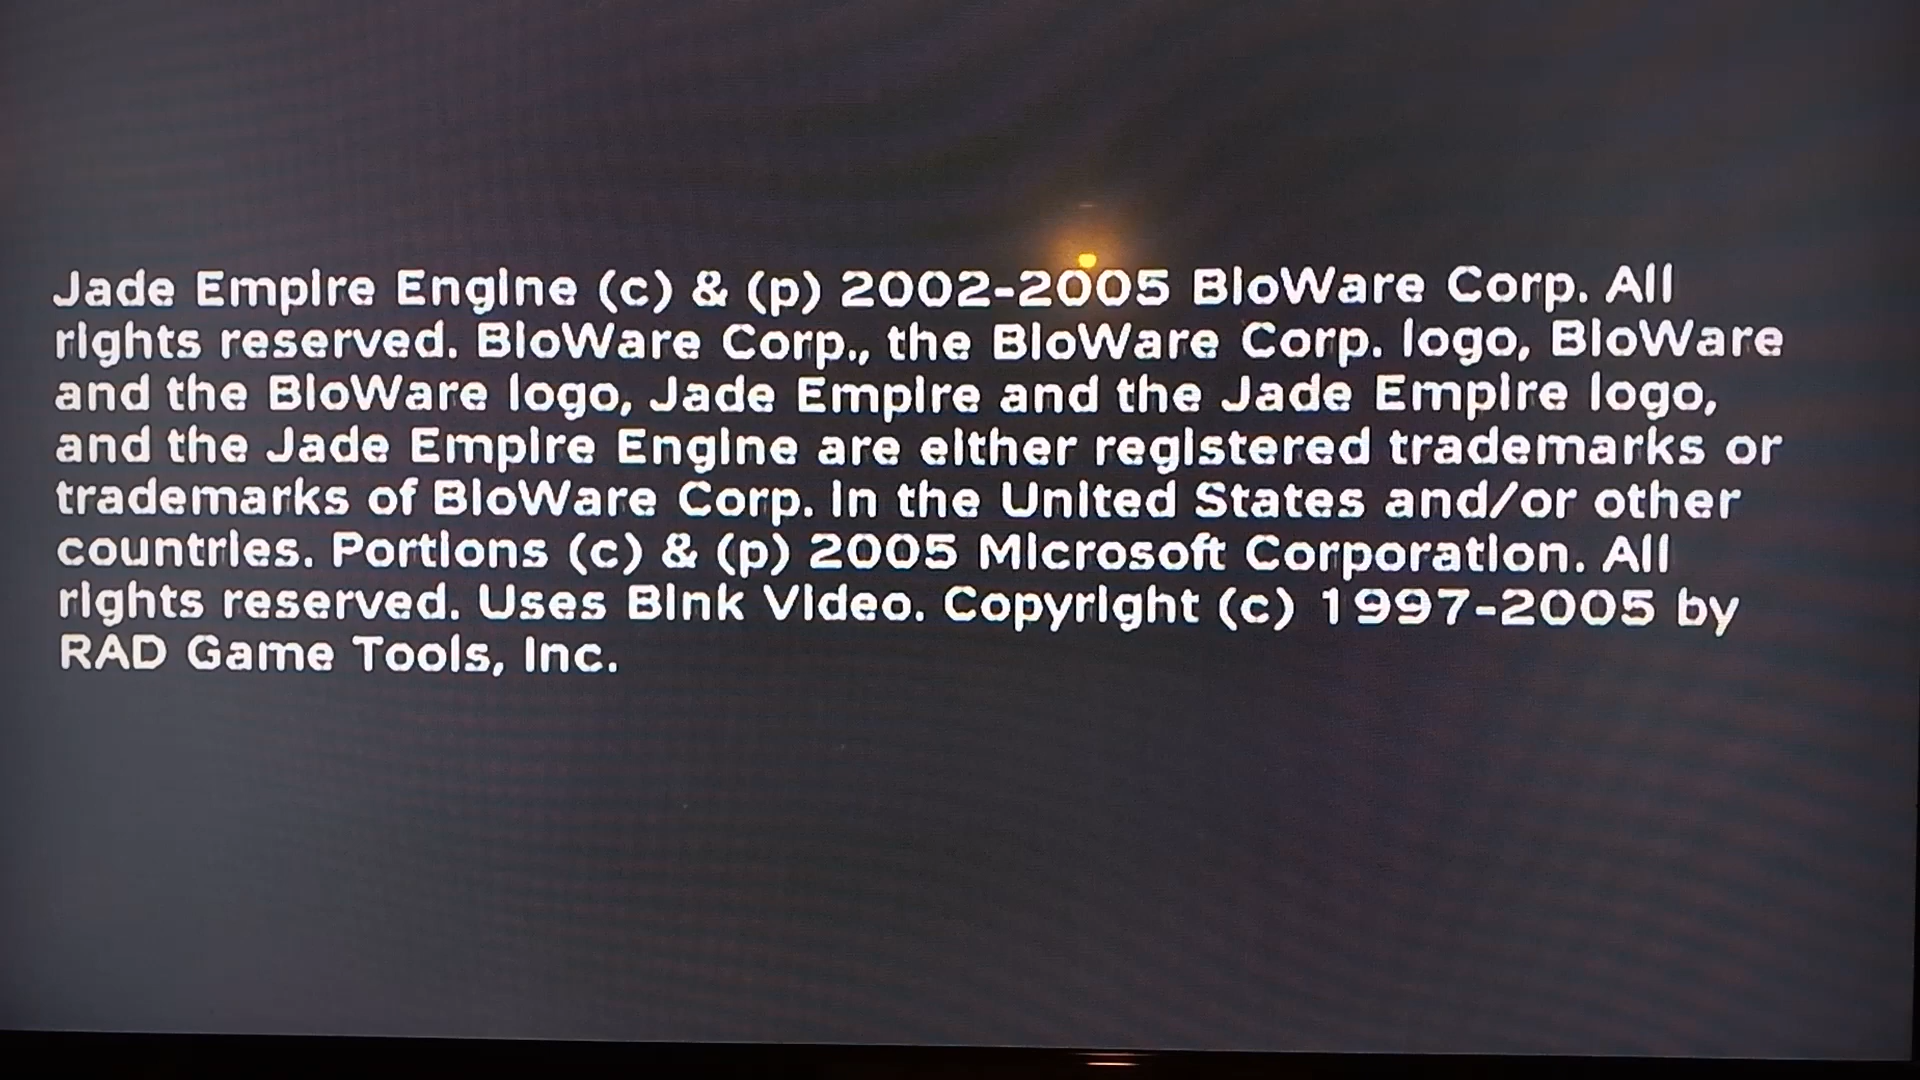 Jade Empire Engine (c) & (p) 2002-2005 BioWare Corp. All
rights reserved. BioWare Corp., the BioWare Corp. logo, BioWare
and the BioWare logo, Jade Empire and the Jade Empire logo,
and the Jade Empire Engine are either registered trademarks or
trademarks of BioWare Corp. in the United States and/or other
countries. Portions (c) & (p) 2005 Microsoft Corporation. All
rights reserved. Uses Bink Video. Copyright (c) 1997-2005 by
RAD Game Tools, Inc.